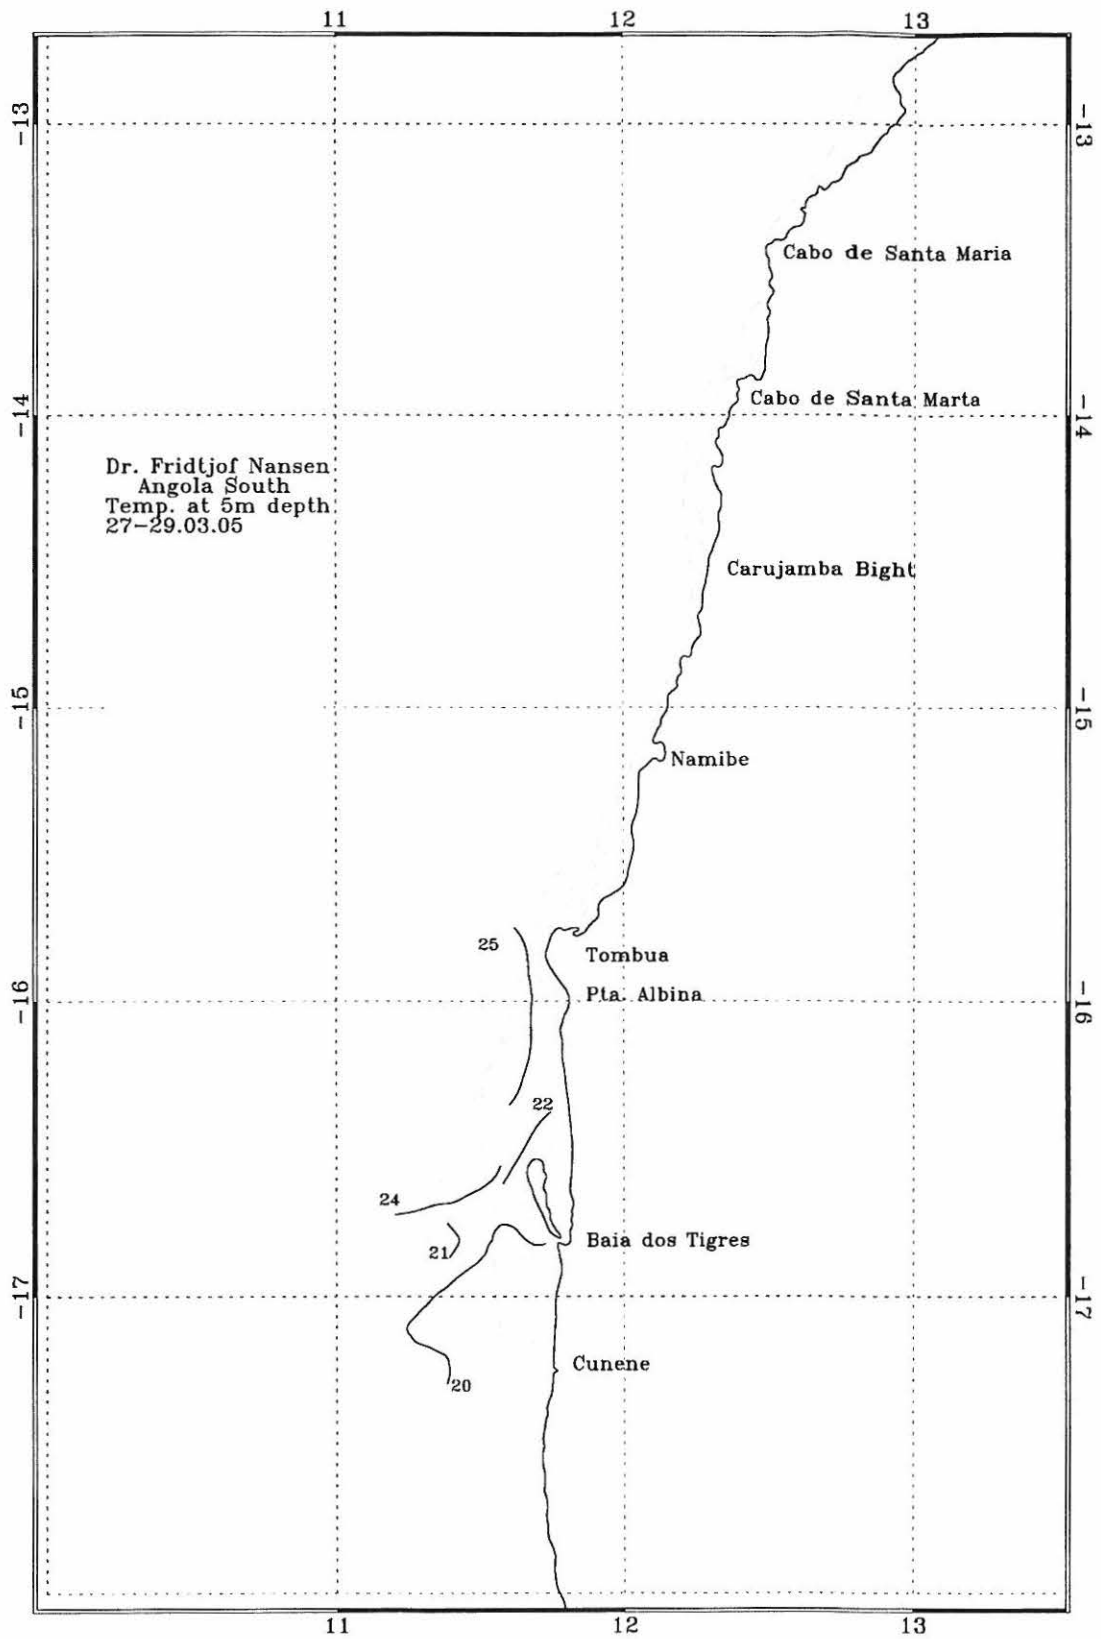 11 12 13
-13 -13
Cabo de Santa Maria
Cabo de Santa Marta
-14 -14
Dr. Fridtjof Nansen
Angola South
Temp. at 5m depth
27-29.03.05
Carujamba Bight
-15 -15
Namibe
25
Tombua
Pta. Albina
-16 -16
22
24
Baia dos Tigres
21
-17 -17
Cunene
20
11 12 13